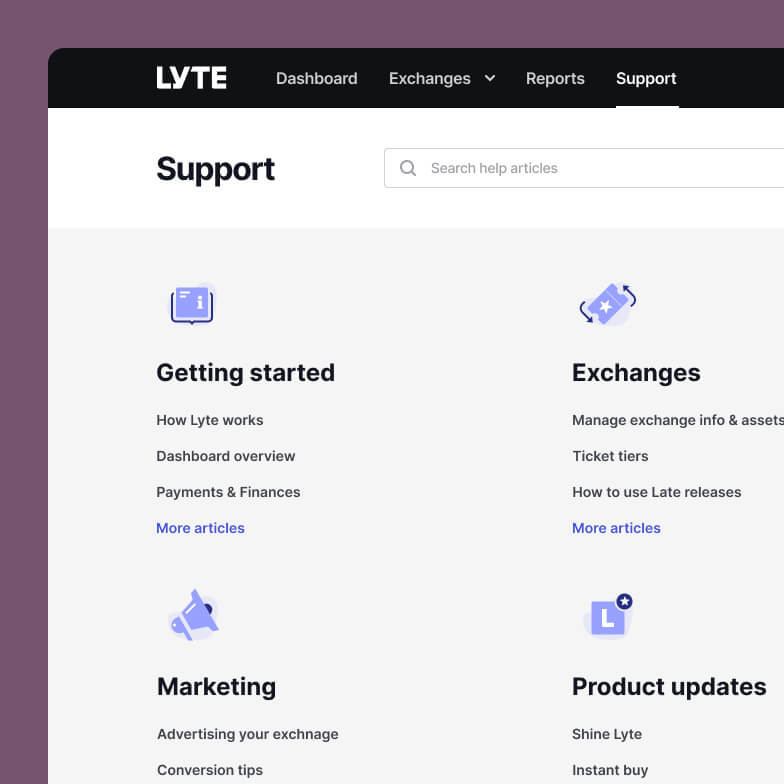 LYTE Dashboard Exchanges Reports Support
Support Search help articles
Getting started
How Lyte works
Dashboard overview
Payments & Finances
More articles
Exchanges
Manage exchange info & assets
Ticket tiers
How to use Late releases
More articles
Marketing
Advertising your exchnage
Conversion tips
L
Product updates
Shine Lyte
Instant buy